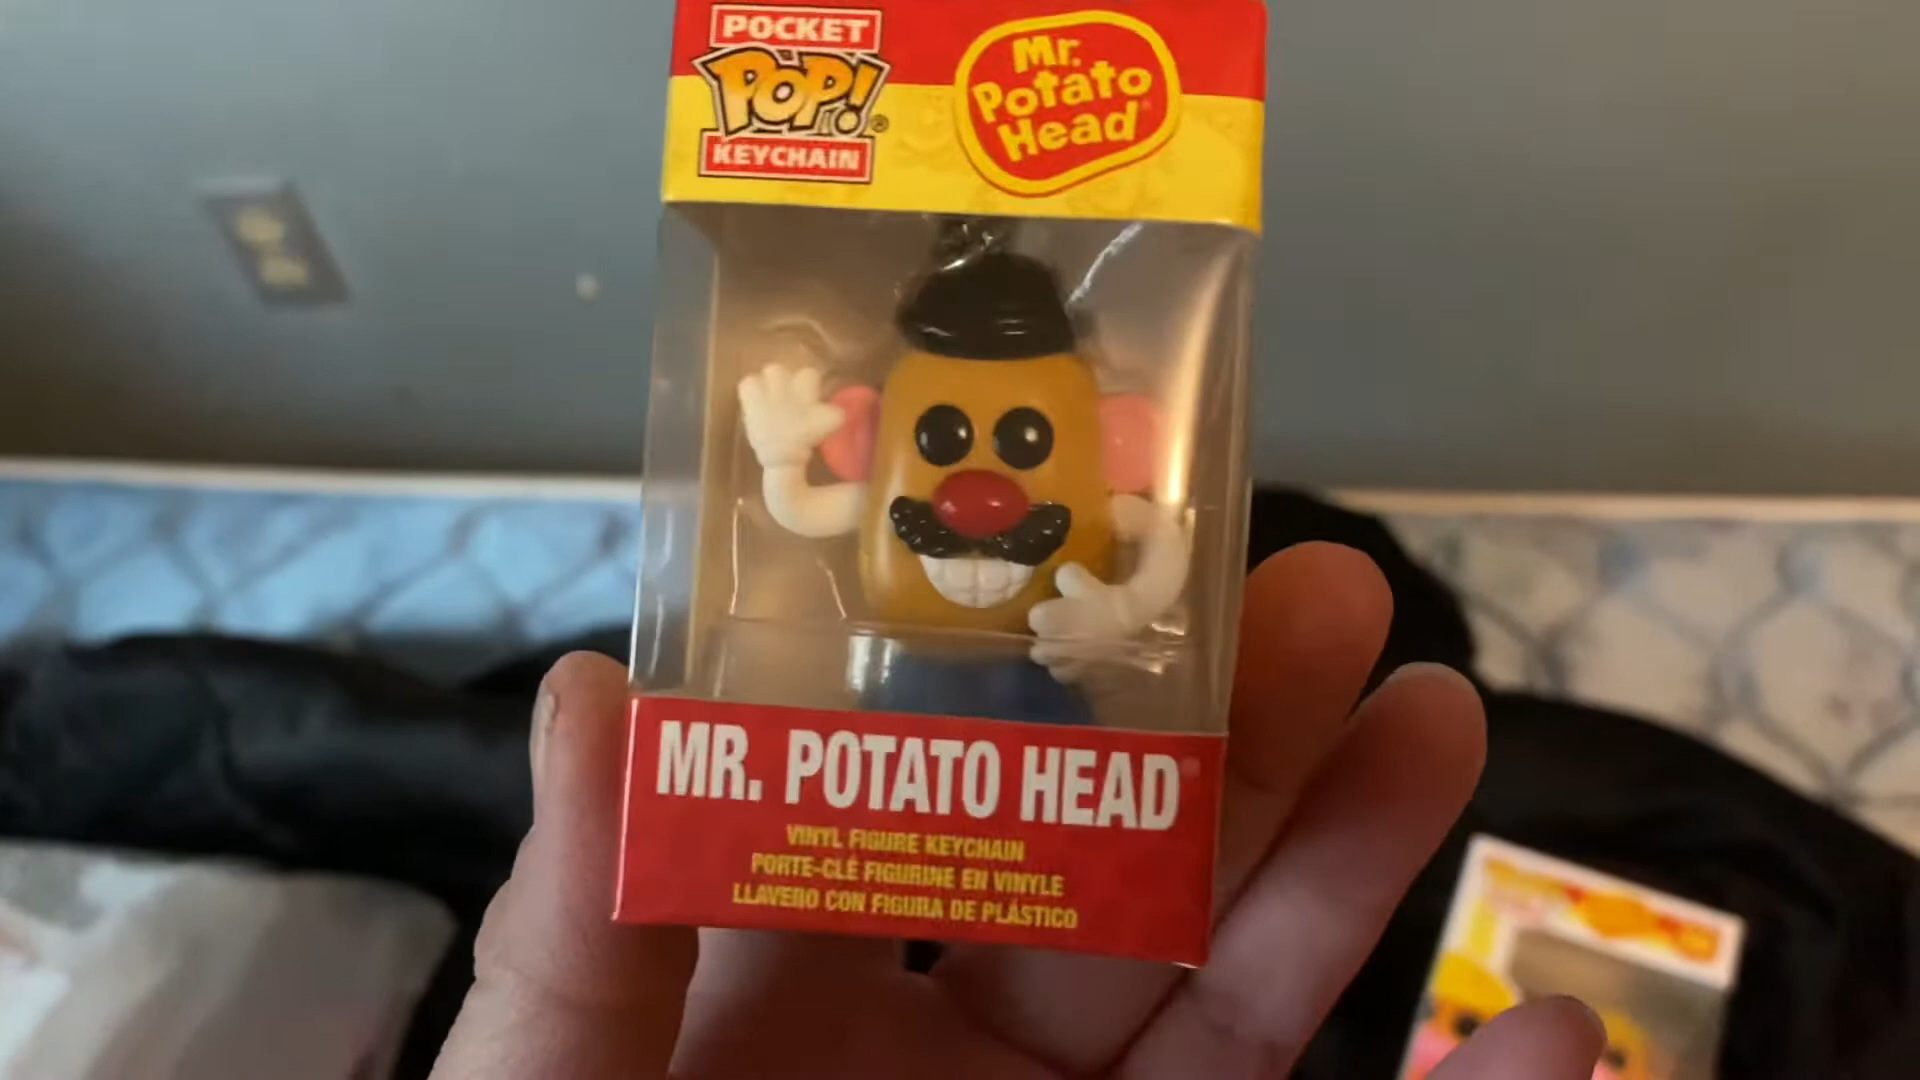 POCKET
POP!®
KEYCHAIN
Mr.
Potato
Head
MR. POTATO HEAD
VINYL FIGURE KEYCHAIN
PORTE-CLÉ FIGURINE EN VINYLE
LLAVERO CON FIGURA DE PLÁSTICO